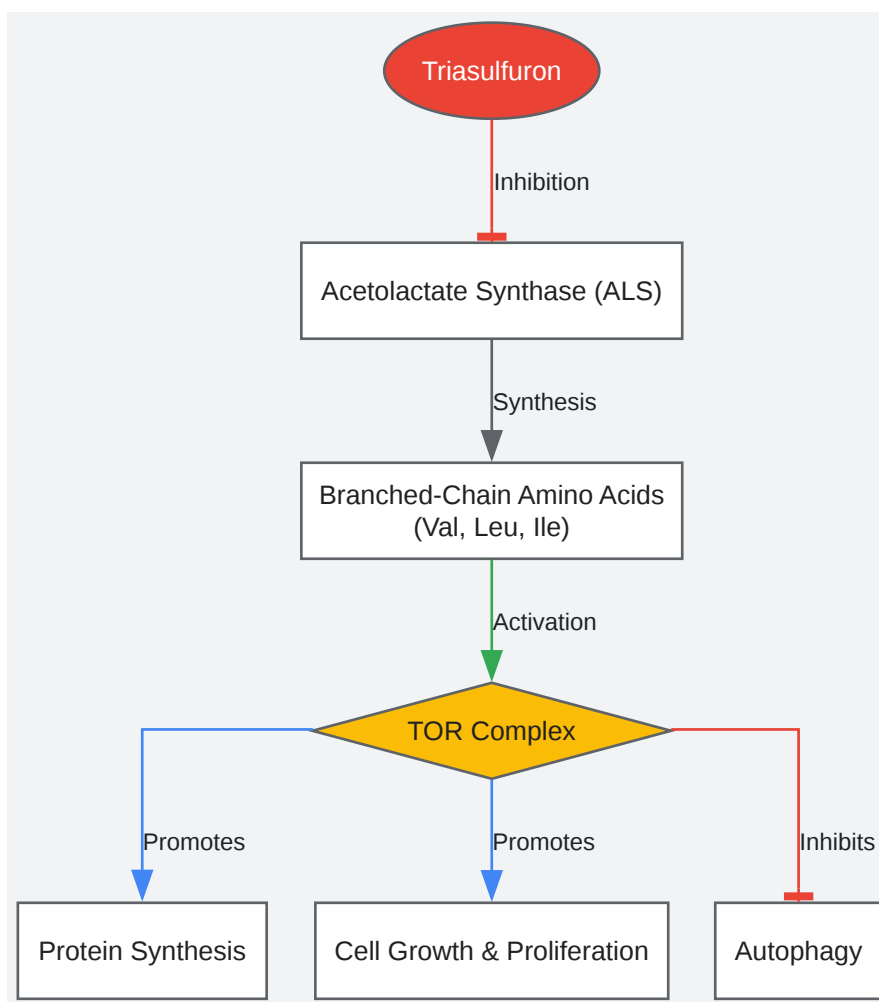 Triasulfuron
Inhibition
Acetolactate Synthase (ALS)
Synthesis
Branched-Chain Amino Acids
(Val, Leu, Ile)
Activation
TOR Complex
Promotes
Promotes
Inhibits
Protein Synthesis
Cell Growth & Proliferation
Autophagy